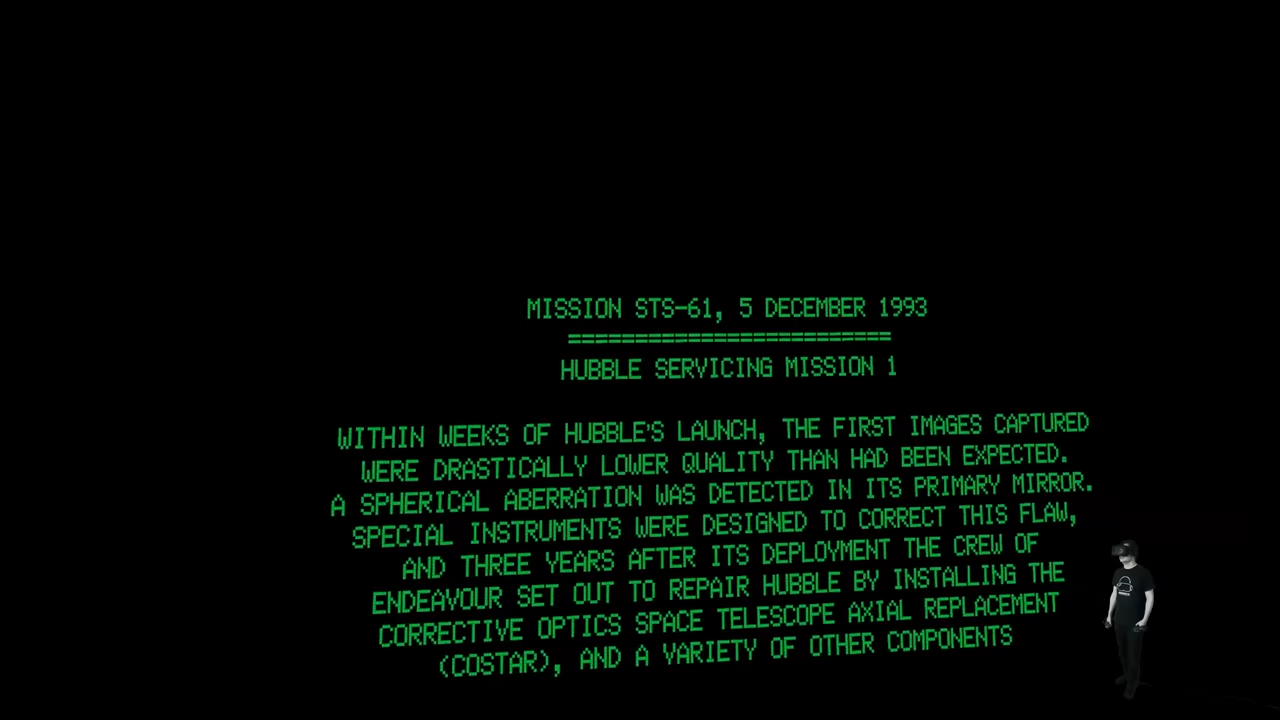 MISSION STS-61, 5 DECEMBER 1993
=========================
HUBBLE SERVICING MISSION 1
WITHIN WEEKS OF HUBBLE'S LAUNCH, THE FIRST IMAGES CAPTURED
WERE DRASTICALLY LOWER QUALITY THAN HAD BEEN EXPECTED.
A SPHERICAL ABERRATION WAS DETECTED IN ITS PRIMARY MIRROR.
SPECIAL INSTRUMENTS WERE DESIGNED TO CORRECT THIS FLAW,
AND THREE YEARS AFTER ITS DEPLOYMENT THE CREW OF
ENDEAVOUR SET OUT TO REPAIR HUBBLE BY INSTALLING THE
CORRECTIVE OPTICS SPACE TELESCOPE AXIAL REPLACEMENT
(COSTAR), AND A VARIETY OF OTHER COMPONENTS